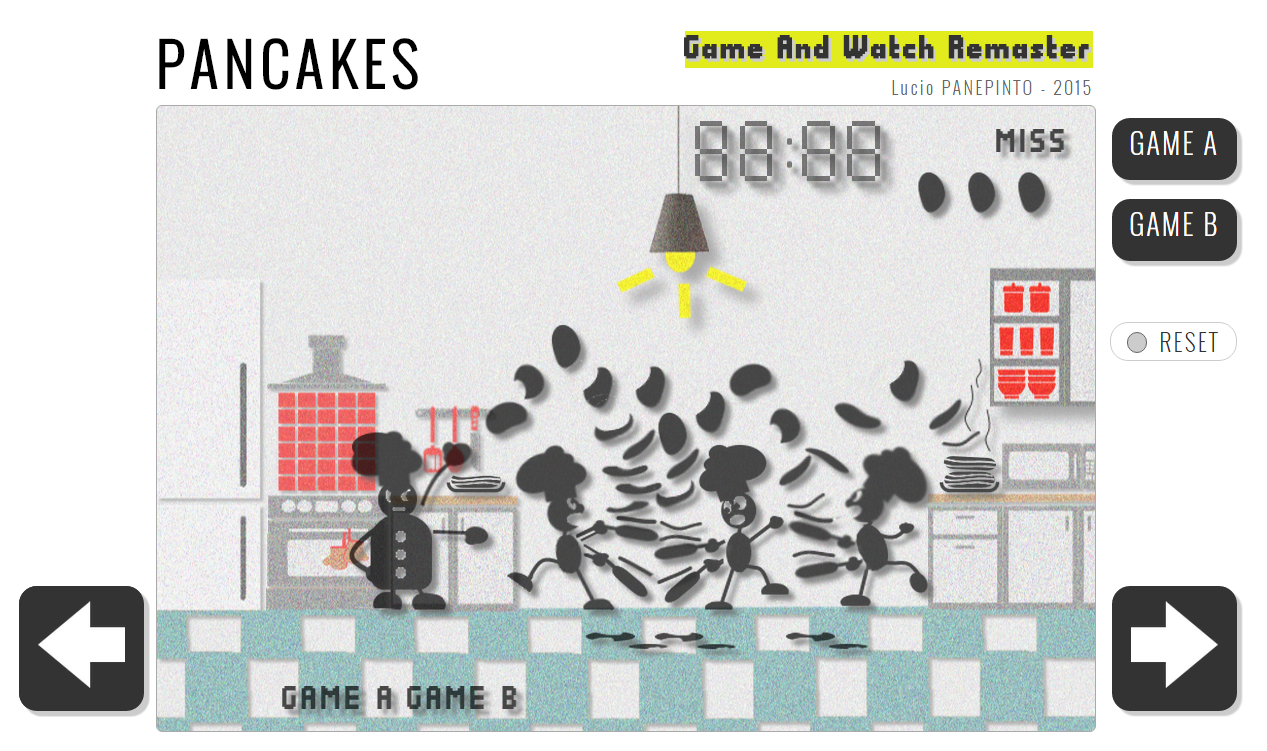 PANCAKES
Game And Watch Remaster
Lucio PANEPINTO - 2015
88:88
MISS
GAME A
GAME B
RESET
GAME A GAME B